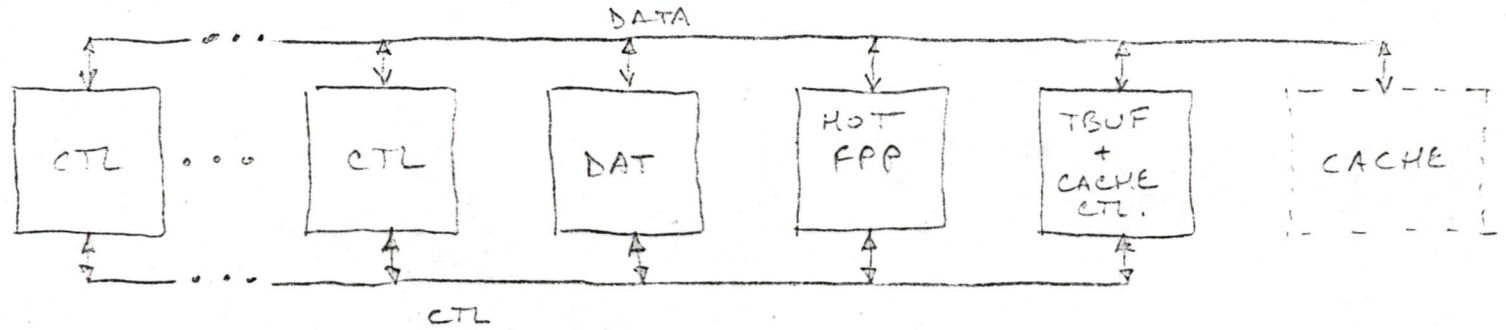 DATA
CTL
CTL
DAT
HOT
FPP
TBUF
+
CACHE
CTL.
CACHE
CTL